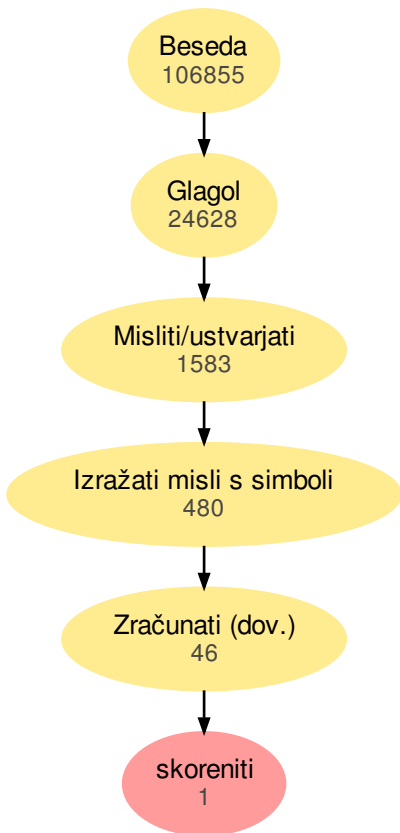 Beseda
106855
Glagol
24628
Misliti/ustvarjati
1583
Izražati misli s simboli
480
Zračunati (dov.)
46
skoreniti
1